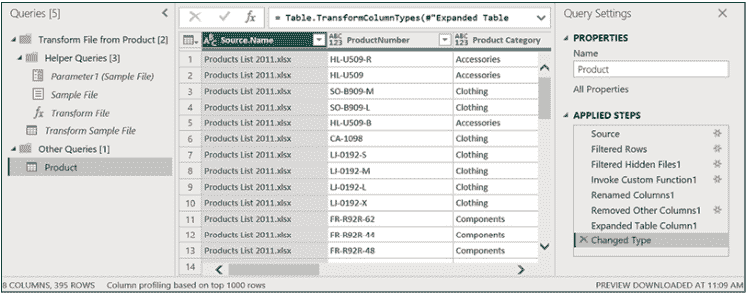 Queries [5]
Transform File from Product [2]
Helper Queries [3]
Parameter1 (Sample File)
Sample File
fx Transform File
Transform Sample File
Other Queries [1]
Product
fx = Table.TransformColumnTypes(#"Expanded Table
ABC Source.Name ABC 123 ProductNumber ABC 123 Product Category
1 Products List 2011.xlsx HL-U509-R Accessories
2 Products List 2011.xlsx HL-U509 Accessories
3 Products List 2011.xlsx SO-B909-M Clothing
4 Products List 2011.xlsx SO-B909-L Clothing
5 Products List 2011.xlsx HL-U509-B Accessories
6 Products List 2011.xlsx CA-1098 Clothing
7 Products List 2011.xlsx LJ-0192-S Clothing
8 Products List 2011.xlsx LJ-0192-M Clothing
9 Products List 2011.xlsx LJ-0192-L Clothing
10 Products List 2011.xlsx LJ-0192-X Clothing
11 Products List 2011.xlsx FR-R92R-62 Components
12 Products List 2011.xlsx FR-R92R-44 Components
13 Products List 2011.xlsx FR-R92R-48 Components
14
Query Settings
PROPERTIES
Name
Product
All Properties
APPLIED STEPS
Source
Filtered Rows
Filtered Hidden Files1
Invoke Custom Function1
Renamed Columns1
Removed Other Columns1
Expanded Table Column1
Changed Type
8 COLUMNS, 395 ROWS Column profiling based on top 1000 rows
PREVIEW DOWNLOADED AT 11:09 AM